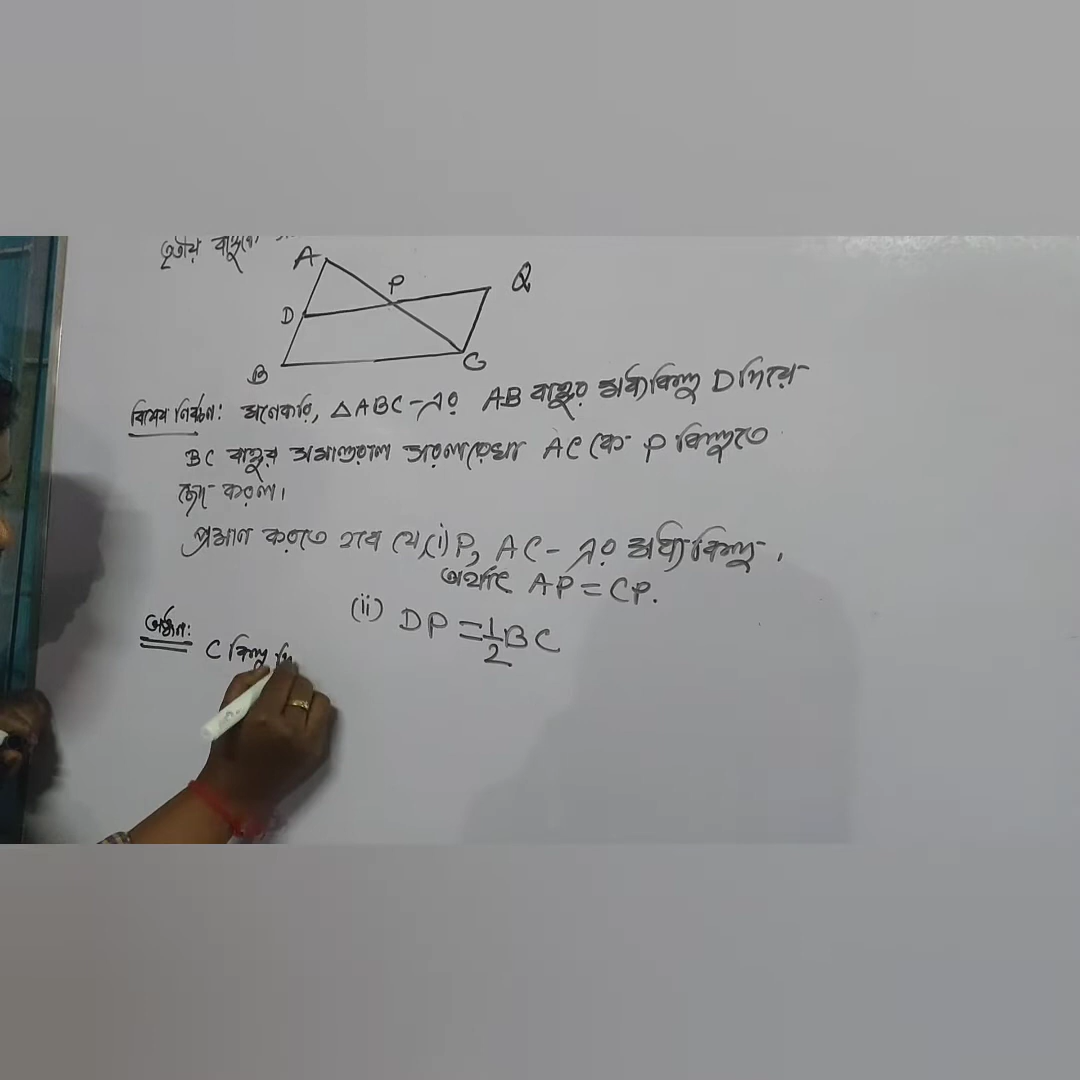 তৃতীয় বাহুকে
A
P
Q
D
B
C
বিশেষ নির্বচন: মনেকরি, △ABC-এর AB বাহুর মধ্যবিন্দু D দিয়ে
BC বাহুর সমান্তরাল সরলরেখা AC কে P বিন্দুতে
ছেদ করল।
প্রমাণ করতে হবে যে, (i) P, AC-এর মধ্যবিন্দু,
অর্থাৎ AP = CP.
(ii) DP = 1/2 BC
অঙ্কন:
C বিন্দু দি